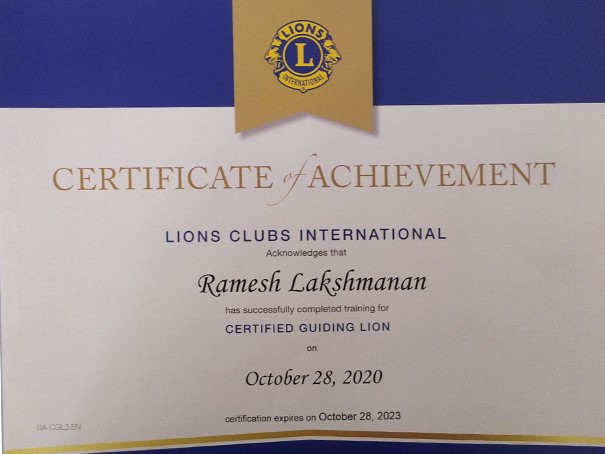 LIONS
L
INTERNATIONAL
CERTIFICATE of ACHIEVEMENT
LIONS CLUBS INTERNATIONAL
Acknowledges that
Ramesh Lakshmanan
has successfully completed training for
CERTIFIED GUIDING LION
on
October 28, 2020
certification expires on October 28, 2023
DA-CGL3 EN